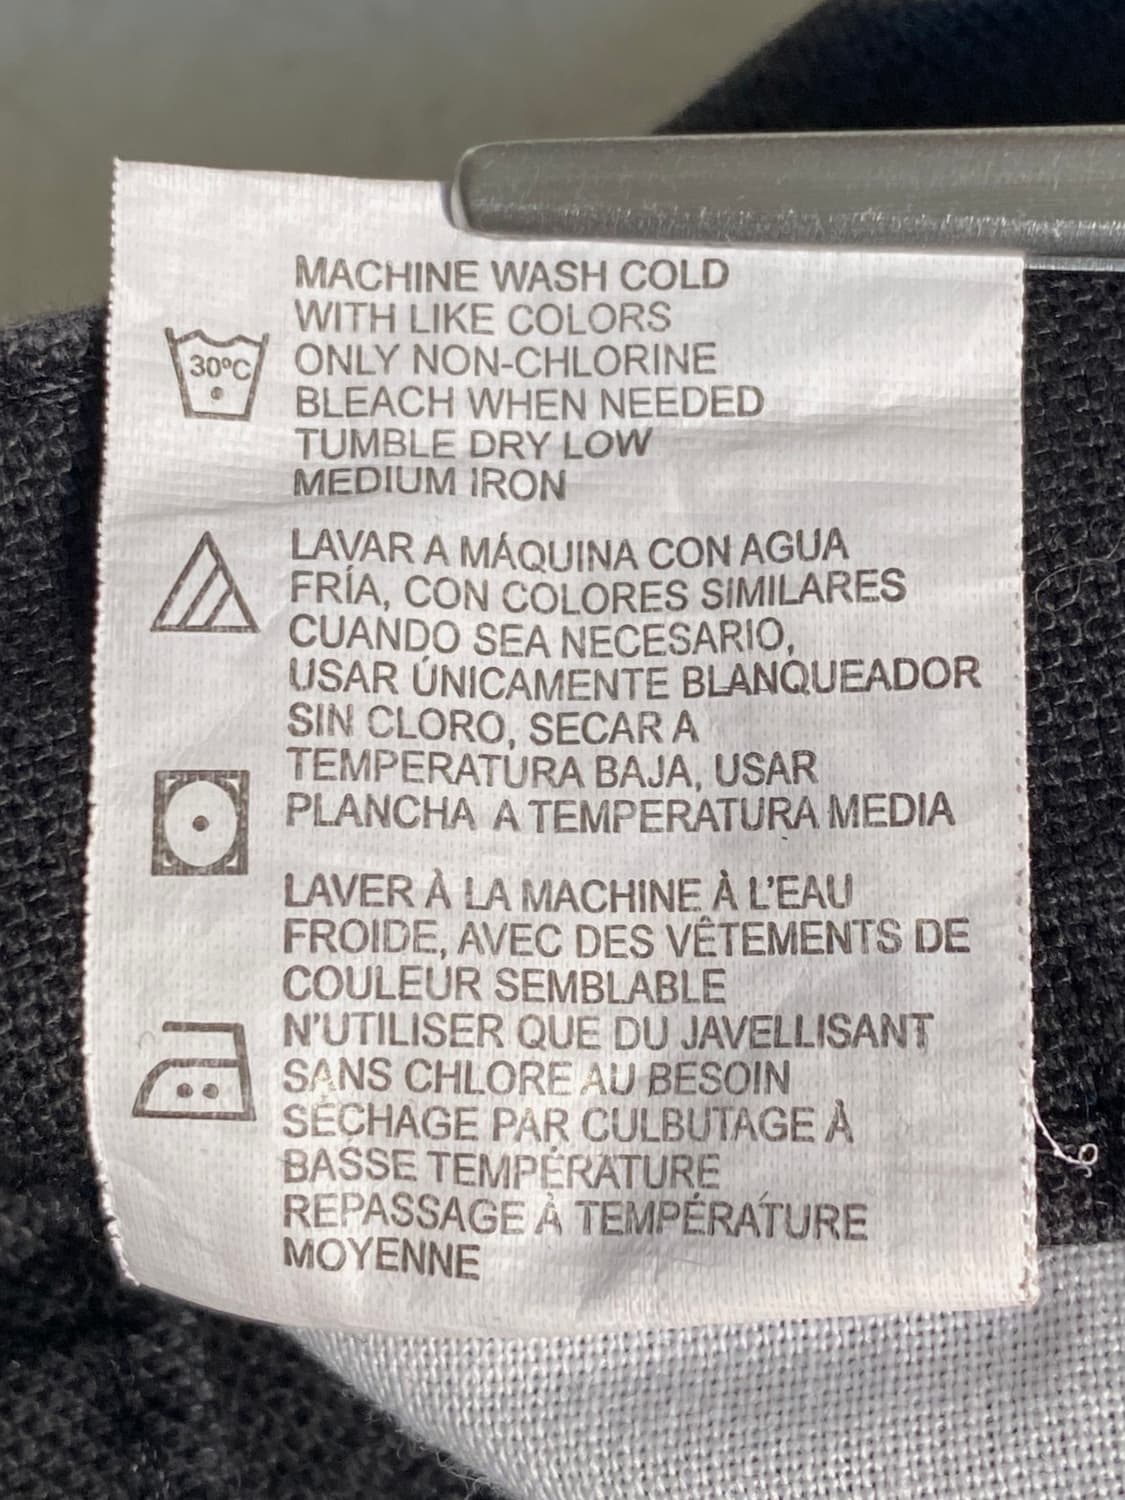 MACHINE WASH COLD
WITH LIKE COLORS
30ºC
ONLY NON-CHLORINE
BLEACH WHEN NEEDED
TUMBLE DRY LOW
MEDIUM IRON
LAVAR A MÁQUINA CON AGUA
FRÍA, CON COLORES SIMILARES
CUANDO SEA NECESARIO,
USAR ÚNICAMENTE BLANQUEADOR
SIN CLORO, SECAR A
TEMPERATURA BAJA, USAR
PLANCHA A TEMPERATURA MEDIA
LAVER À LA MACHINE À L'EAU
FROIDE, AVEC DES VÊTEMENTS DE
COULEUR SEMBLABLE
N'UTILISER QUE DU JAVELLISANT
SANS CHLORE AU BESOIN
SÉCHAGE PAR CULBUTAGE À
BASSE TEMPÉRATURE
REPASSAGE À TEMPÉRATURE
MOYENNE